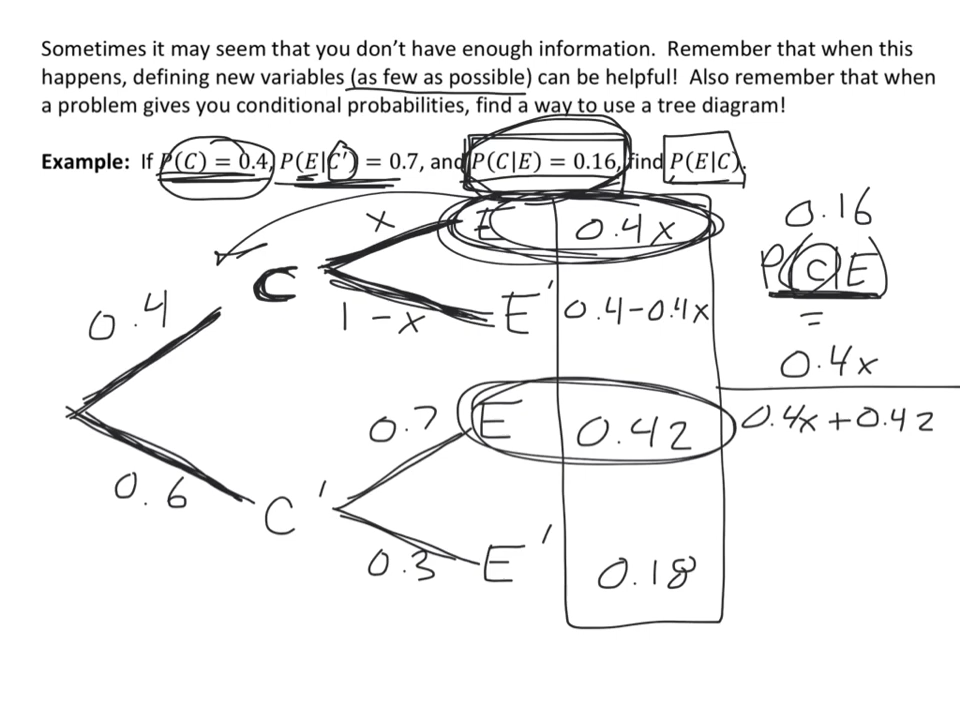 Sometimes it may seem that you don’t have enough information.  Remember that when this
happens, defining new variables (as few as possible) can be helpful!  Also remember that when
a problem gives you conditional probabilities, find a way to use a tree diagram!
Example:  If P(C) = 0.4, P(E|C′) = 0.7, and P(C|E) = 0.16, find P(E|C).
0.16
x E 0.4x
P(C|E)
C
0.4 1-x E′ 0.4-0.4x
=
0.4x
0.7 E 0.42 0.4x+0.42
0.6 C′
0.3 E′ 0.18